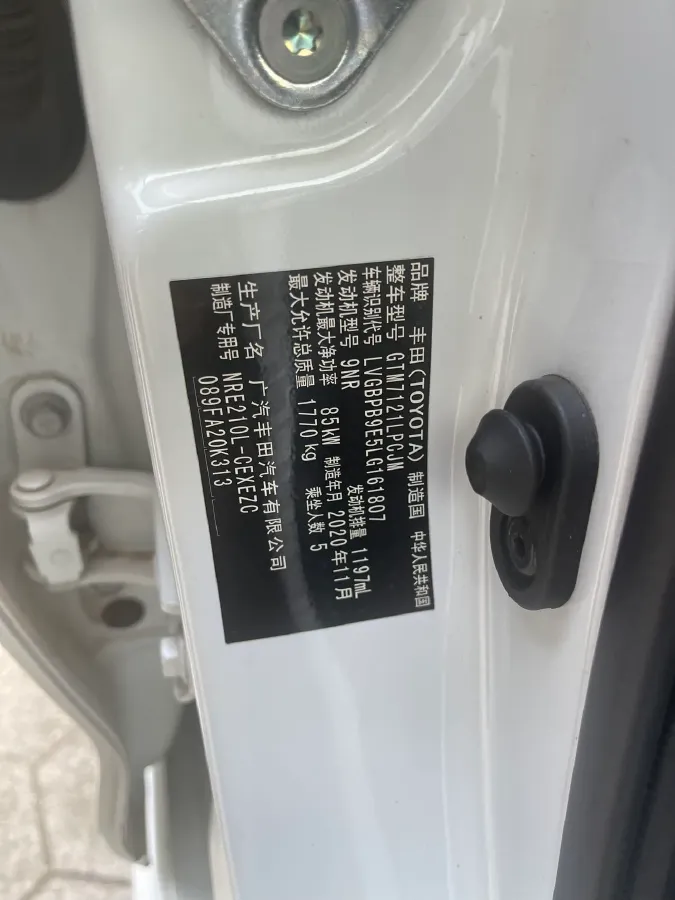 品牌 丰田(TOYOTA) 制造国 中华人民共和国
整车型号 GTM7121LPCJM
车辆识别代号 LVGBPB9E5LG161807
发动机型号 9NR 发动机排量 1197mL
发动机最大净功率 85kW 制造年月 2020年11月
最大允许总质量 1770kg 乘坐人数 5
生产厂名 广汽丰田汽车有限公司
制造厂专用号 NRE210L-CEXEZC
089FA20K313